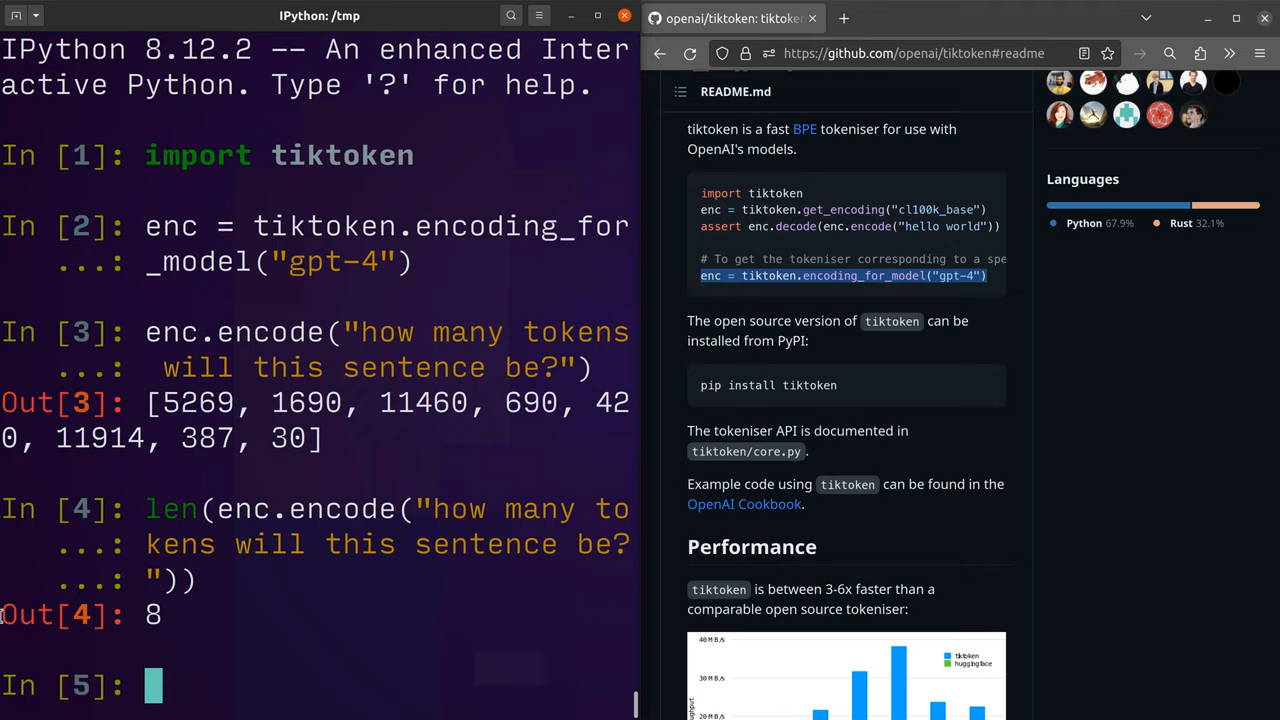 IPython: /tmp
IPython 8.12.2 -- An enhanced Inter
active Python. Type '?' for help.
In [1]: import tiktoken
In [2]: enc = tiktoken.encoding_for
...: _model("gpt-4")
In [3]: enc.encode("how many tokens
...: will this sentence be?")
Out[3]: [5269, 1690, 11460, 690, 42
0, 11914, 387, 30]
In [4]: len(enc.encode("how many to
...: kens will this sentence be?
...: "))
Out[4]: 8
In [5]:
openai/tiktoken: tiktoken
https://github.com/openai/tiktoken#readme
README.md
tiktoken is a fast BPE tokeniser for use with
OpenAI's models.
import tiktoken
enc = tiktoken.get_encoding("cl100k_base")
assert enc.decode(enc.encode("hello world"))
# To get the tokeniser corresponding to a spe
enc = tiktoken.encoding_for_model("gpt-4")
The open source version of tiktoken can be
installed from PyPI:
pip install tiktoken
The tokeniser API is documented in
tiktoken/core.py.
Example code using tiktoken can be found in the
OpenAI Cookbook.
Performance
tiktoken is between 3-6x faster than a
comparable open source tokeniser:
40 MB/s
30 MB/s
20 MB/s
tiktoken
huggingface
Languages
Python 67.9%
Rust 32.1%